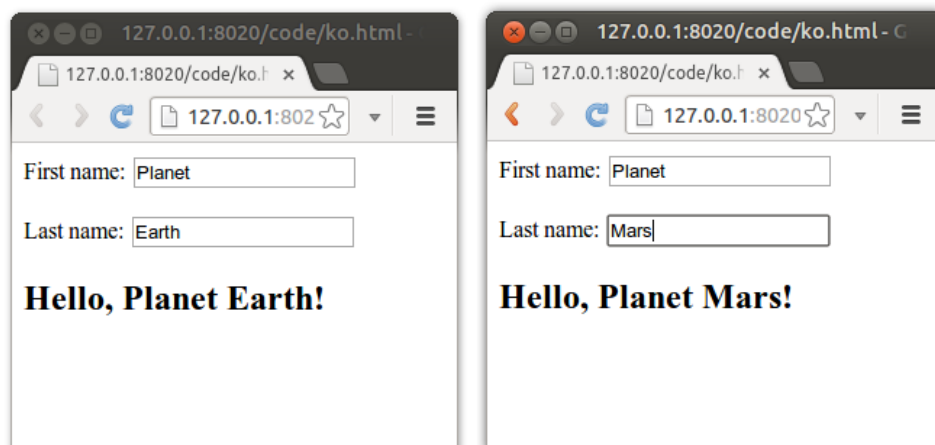 127.0.0.1:8020/code/ko.html -
127.0.0.1:8020/code/ko.h
127.0.0.1:802
First name: Planet
Last name: Earth
Hello, Planet Earth!
127.0.0.1:8020/code/ko.html - G
127.0.0.1:8020/code/ko.h
127.0.0.1:8020
First name: Planet
Last name: Mars
Hello, Planet Mars!